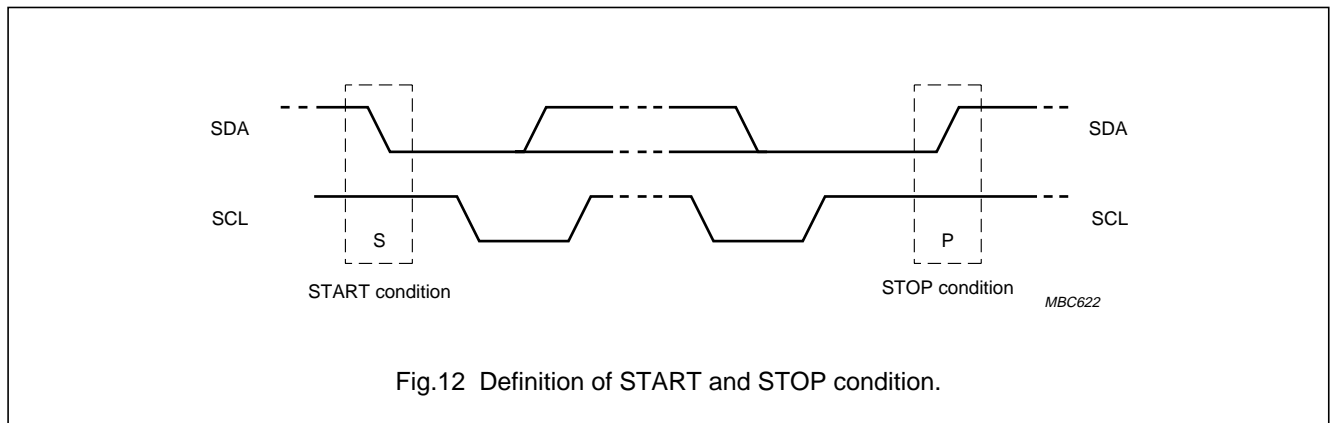 SDA SDA
SCL SCL
S P
START condition STOP condition
MBC622
Fig.12 Definition of START and STOP condition.